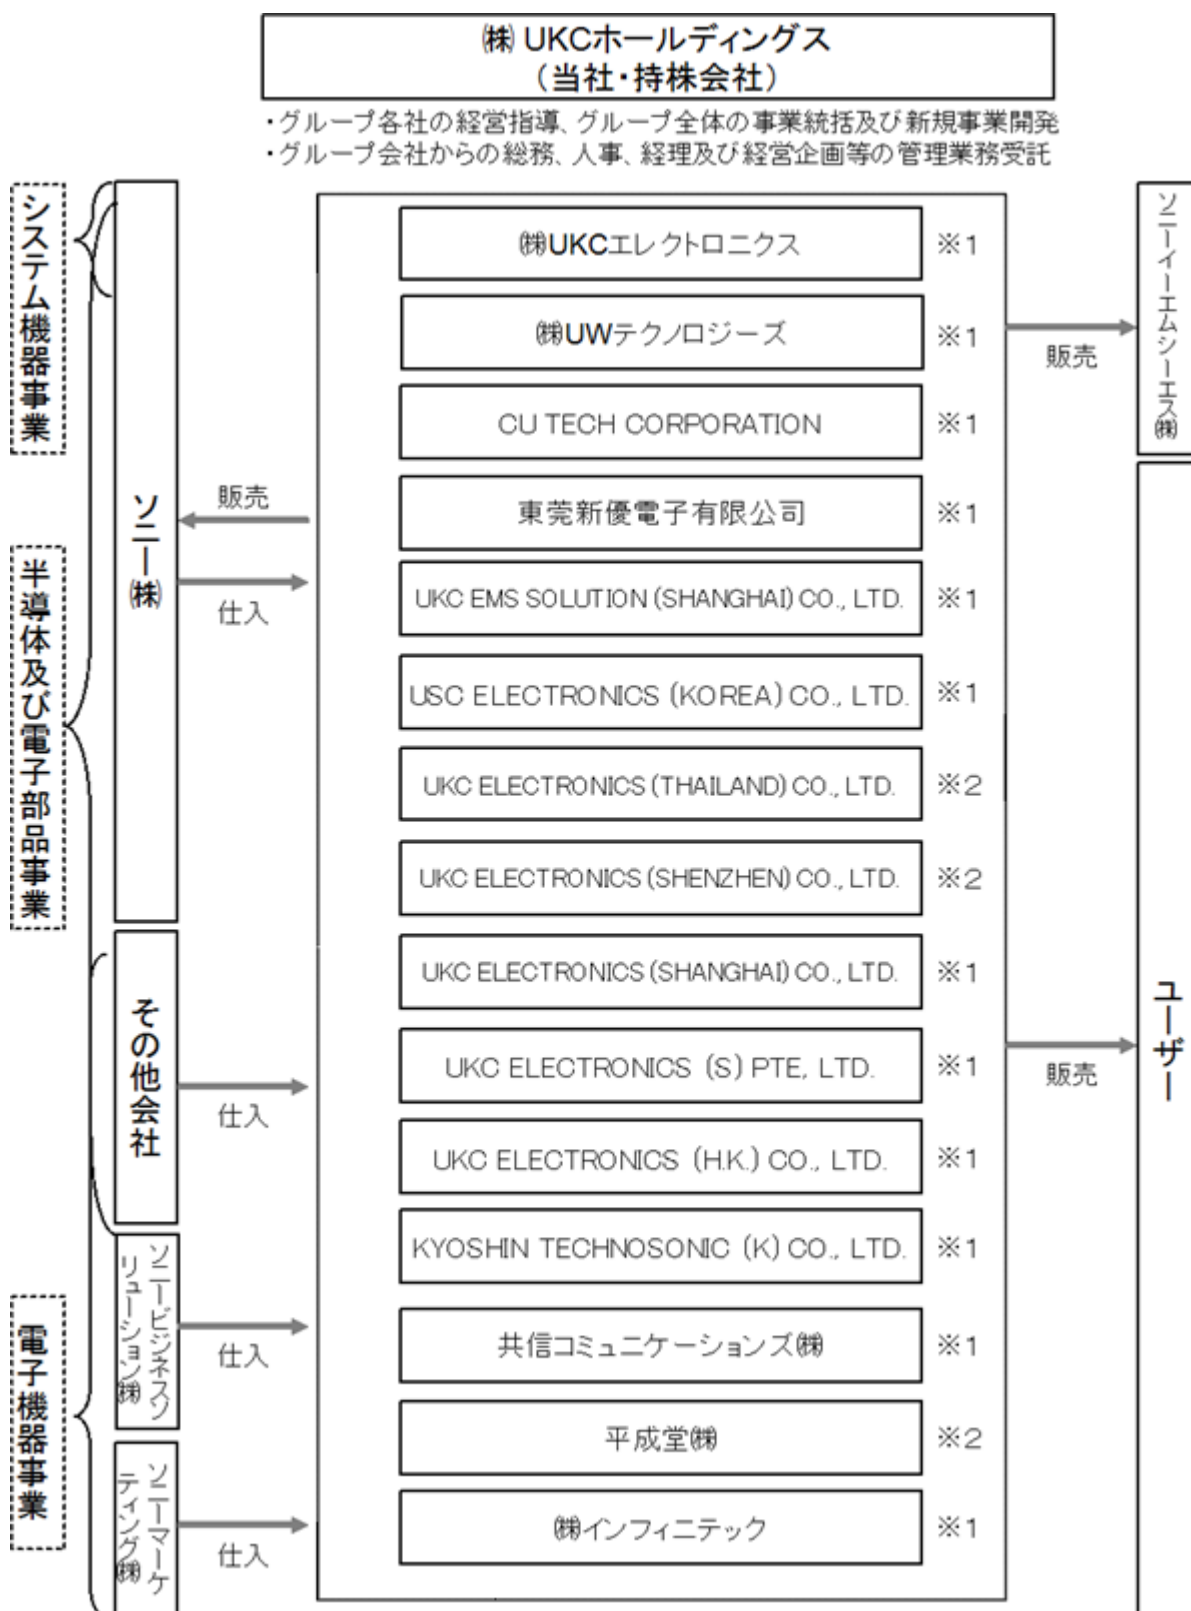 ㈱ UKCホールディングス
（当社・持株会社）
・グループ各社の経営指導、グループ全体の事業統括及び新規事業開発
・グループ会社からの総務、人事、経理及び経営企画等の管理業務受託
システム機器事業
半導体及び電子部品事業
電子機器事業
ソニー㈱
その他会社
ソニービジネスソ
リューション㈱
ソニーマーケ
ティング㈱
販売
仕入
仕入
仕入
仕入
㈱UKCエレクトロニクス ※1
㈱UWテクノロジーズ ※1
CU TECH CORPORATION ※1
東莞新優電子有限公司 ※1
UKC EMS SOLUTION (SHANGHAI) CO., LTD. ※1
USC ELECTRONICS (KOREA) CO., LTD. ※1
UKC ELECTRONICS (THAILAND) CO., LTD. ※2
UKC ELECTRONICS (SHENZHEN) CO., LTD. ※2
UKC ELECTRONICS (SHANGHAI) CO., LTD. ※1
UKC ELECTRONICS (S) PTE, LTD. ※1
UKC ELECTRONICS (H.K.) CO., LTD. ※1
KYOSHIN TECHNOSONIC (K) CO., LTD. ※1
共信コミュニケーションズ㈱ ※1
平成堂㈱ ※2
㈱インフィニテック ※1
販売
販売
ソニーイーエムシーエス㈱
ユーザー